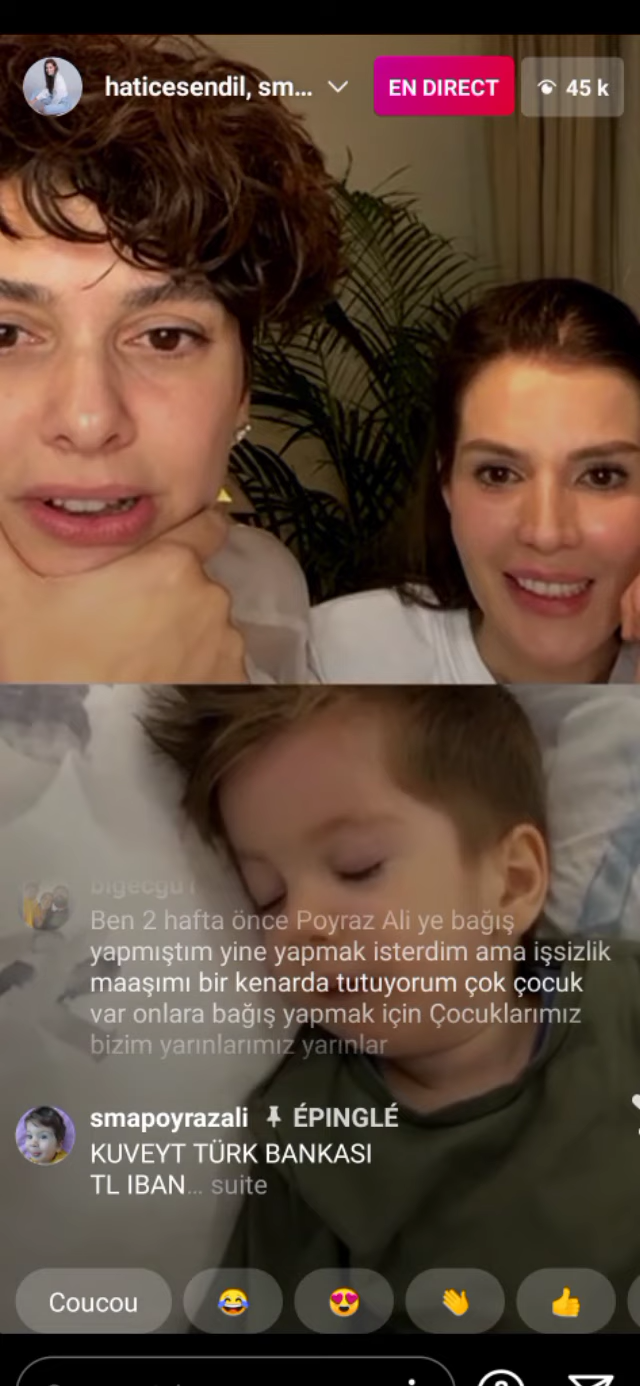 haticesendil, sm...
EN DIRECT
45 k
Ben 2 hafta önce Poyraz Ali ye bağış
yapmıştım yine yapmak isterdim ama işsizlik
maaşımı bir kenarda tutuyorum çok çocuk
var onlara bağış yapmak için Çocuklarımız
bizim yarınlarımız yarınlar
smapoyrazali ÉPINGLÉ
KUVEYT TÜRK BANKASI
TL IBAN... suite
Coucou